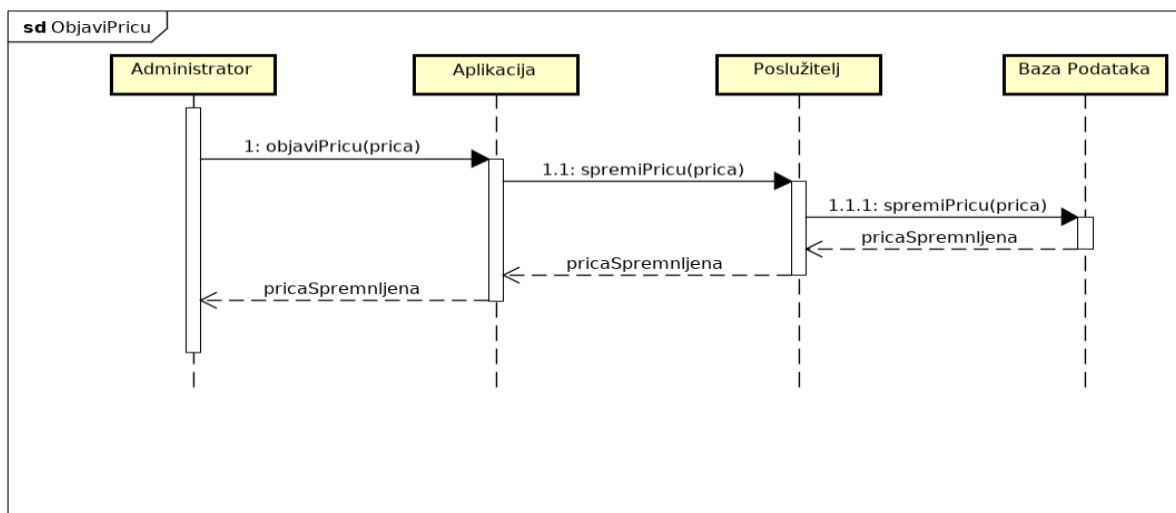 sd ObjaviPricu
Administrator
Aplikacija
Poslužitelj
Baza Podataka
1: objaviPricu(prica)
1.1: spremiPricu(prica)
1.1.1: spremiPricu(prica)
pricaSpremnljena
pricaSpremnljena
pricaSpremnljena